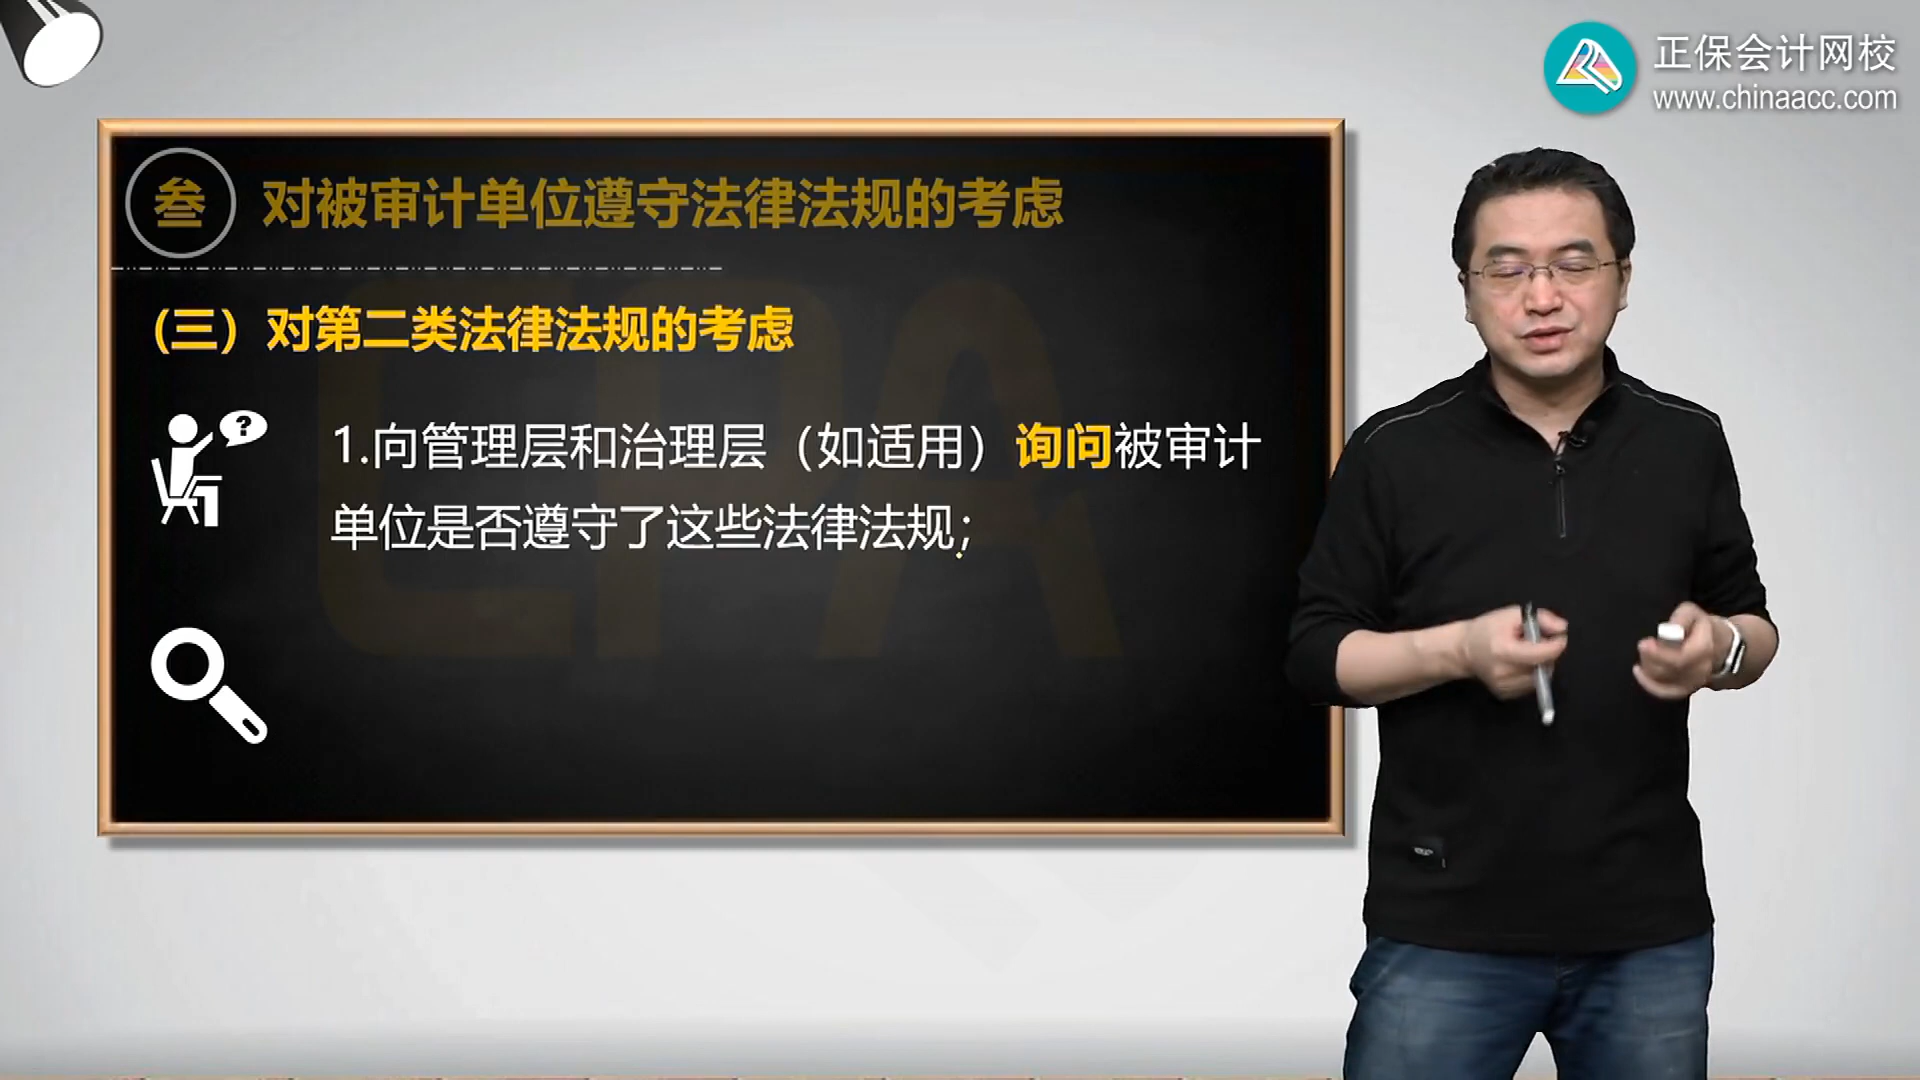 正保会计网校
www.chinaacc.com
叁 对被审计单位遵守法律法规的考虑
(三）对第二类法律法规的考虑
?
1.向管理层和治理层（如适用）询问被审计
单位是否遵守了这些法律法规；
CPA